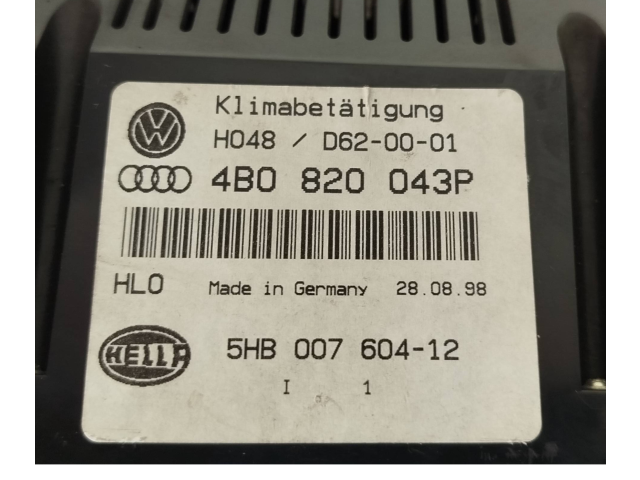 Klimabetätigung
H048 / D62-00-01
4B0 820 043P
HLO Made in Germany 28.08.98
HELLA 5HB 007 604-12
I 1